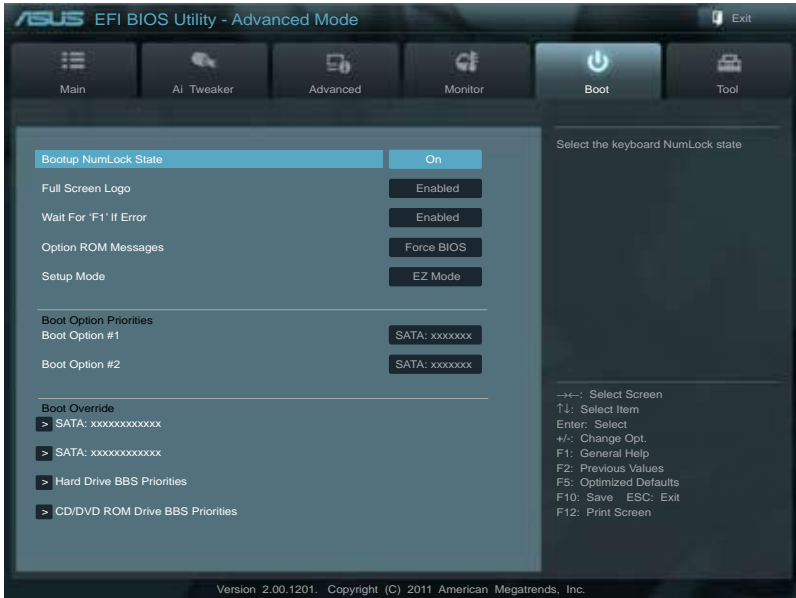 ASUS EFI BIOS Utility - Advanced Mode
Exit
Main Ai Tweaker Advanced Monitor Boot Tool
Bootup NumLock State On
Full Screen Logo Enabled
Wait For ‘F1’ If Error Enabled
Option ROM Messages Force BIOS
Setup Mode EZ Mode
Boot Option Priorities
Boot Option #1 SATA: xxxxxxx
Boot Option #2 SATA: xxxxxxx
Boot Override
> SATA: xxxxxxxxxxxx
> SATA: xxxxxxxxxxxx
> Hard Drive BBS Priorities
> CD/DVD ROM Drive BBS Priorities
Select the keyboard NumLock state
→←: Select Screen
↑↓: Select Item
Enter: Select
+/-: Change Opt.
F1: General Help
F2: Previous Values
F5: Optimized Defaults
F10: Save ESC: Exit
F12: Print Screen
Version 2.00.1201. Copyright (C) 2011 American Megatrends, Inc.